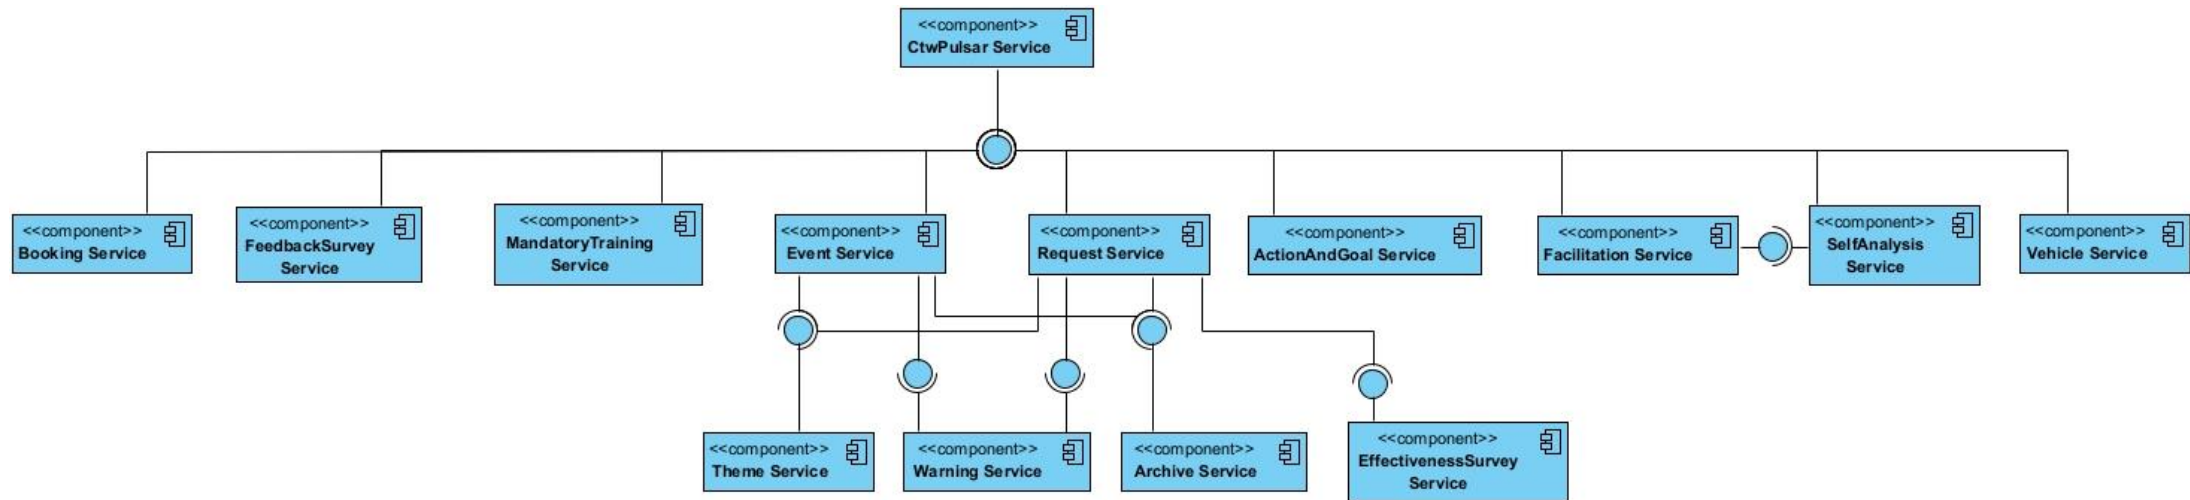 <<component>>
CtwPulsar Service
<<component>>
Booking Service
<<component>>
FeedbackSurvey
Service
<<component>>
MandatoryTraining
Service
<<component>>
Event Service
<<component>>
Request Service
<<component>>
ActionAndGoal Service
<<component>>
Facilitation Service
<<component>>
SelfAnalysis
Service
<<component>>
Vehicle Service
<<component>>
Theme Service
<<component>>
Warning Service
<<component>>
Archive Service
<<component>>
EffectivenessSurvey
Service